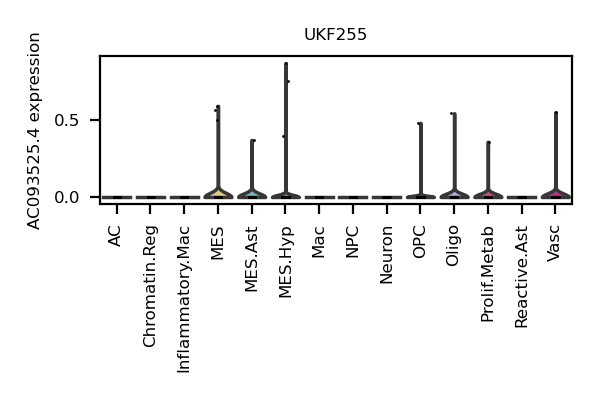 UKF255
AC093525.4 expression
0.5
0.0
AC
Chromatin.Reg
Inflammatory.Mac
MES
MES.Ast
MES.Hyp
Mac
NPC
Neuron
OPC
Oligo
Prolif.Metab
Reactive.Ast
Vasc